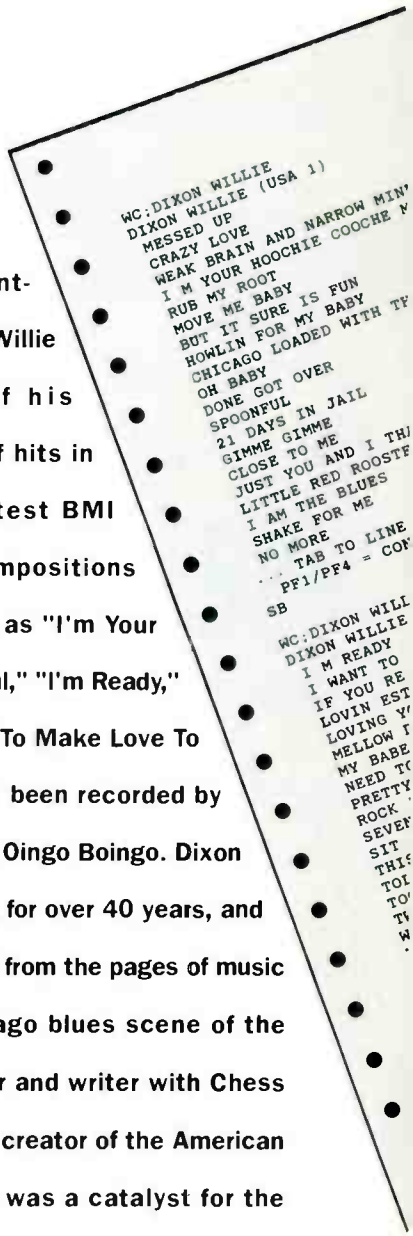 nt-
Willie
f his
f hits in
test BMI
mpositions
as "I'm Your
l," "I'm Ready,"
To Make Love To
been recorded by
Oingo Boingo. Dixon
for over 40 years, and
from the pages of music
ago blues scene of the
r and writer with Chess
creator of the American
was a catalyst for the
WC:DIXON WILLIE
DIXON WILLIE (USA 1)
MESSED UP
CRAZY LOVE
WEAK BRAIN AND NARROW MIN
I M YOUR HOOCHIE COOCHE M
RUB MY ROOT
MOVE ME BABY
BUT IT SURE IS FUN
HOWLIN FOR MY BABY
CHICAGO LOADED WITH TH
OH BABY
DONE GOT OVER
SPOONFUL
21 DAYS IN JAIL
GIMME GIMME
CLOSE TO ME
JUST YOU AND I THA
LITTLE RED ROOSTE
I AM THE BLUES
SHAKE FOR ME
NO MORE
... TAB TO LINE
PF1/PF4 = CON
SB
WC:DIXON WILL
DIXON WILLIE
I M READY
I WANT TO
IF YOU RE
LOVIN EST
LOVING Y
MELLOW
MY BABE
NEED TO
PRETTY
ROCK
SEVEN
SIT
THIS
TOL
TO
TW
W